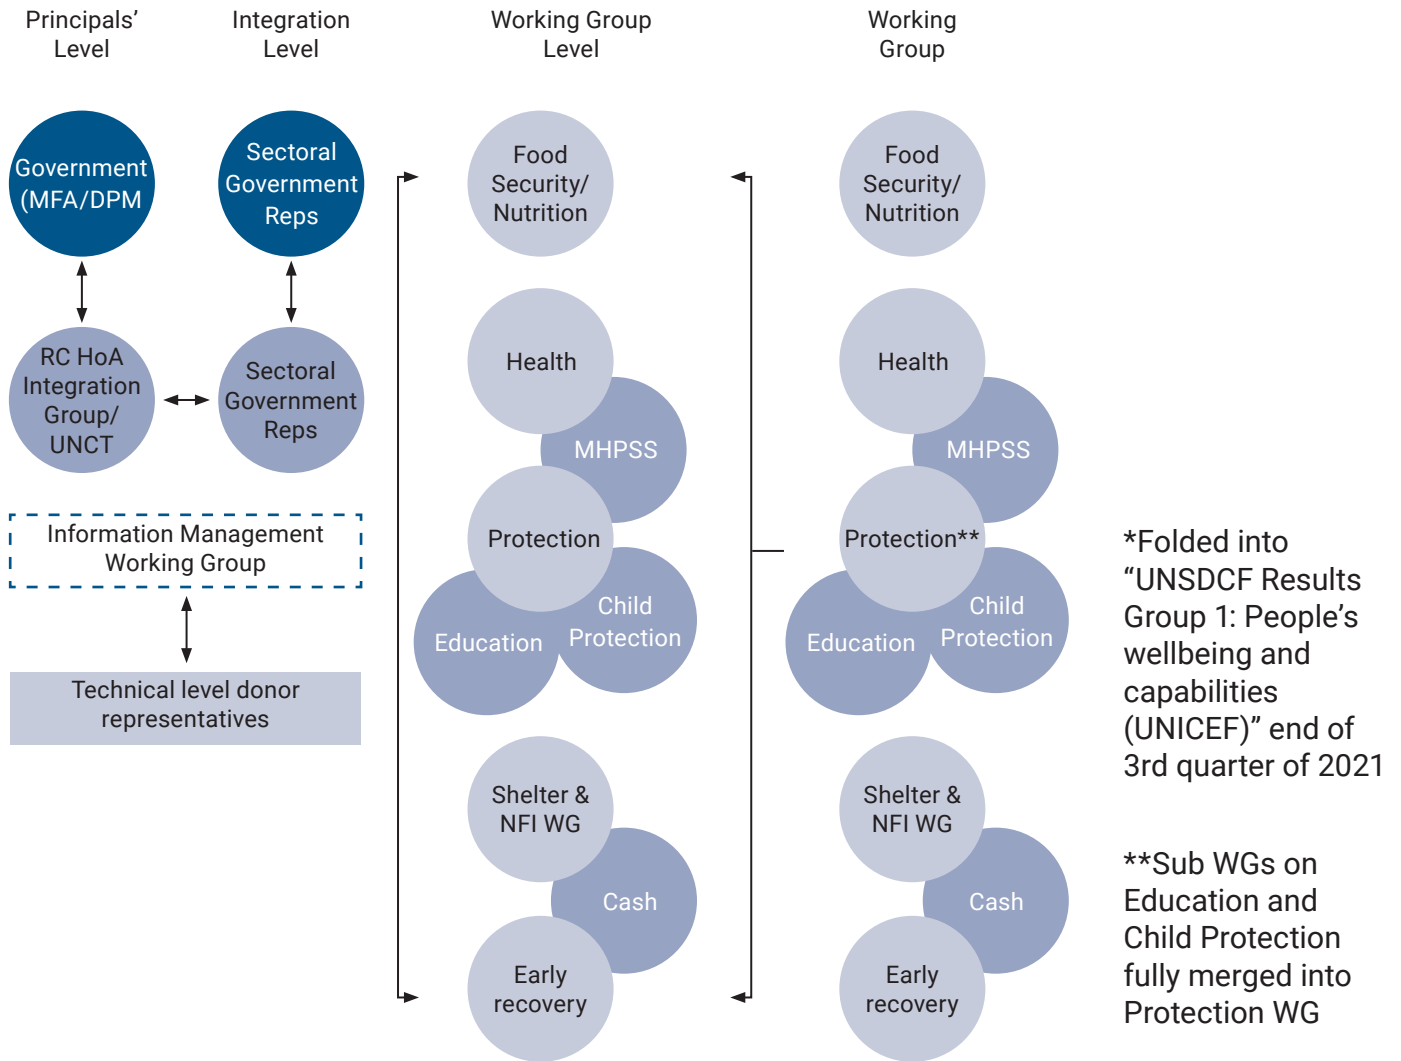 Principals’
Level
Integration
Level
Working Group
Level
Working
Group
Government
(MFA/DPM
Sectoral
Government
Reps
RC HoA
Integration
Group/
UNCT
Sectoral
Government
Reps
Information Management
Working Group
Technical level donor
representatives
Food
Security/
Nutrition
Health
MHPSS
Protection
Education
Child
Protection
Shelter &
NFI WG
Cash
Early
recovery
Food
Security/
Nutrition
Health
MHPSS
Protection**
Education
Child
Protection
Shelter &
NFI WG
Cash
Early
recovery
*Folded into
“UNSDCF Results
Group 1: People’s
wellbeing and
capabilities
(UNICEF)” end of
3rd quarter of 2021
**Sub WGs on
Education and
Child Protection
fully merged into
Protection WG